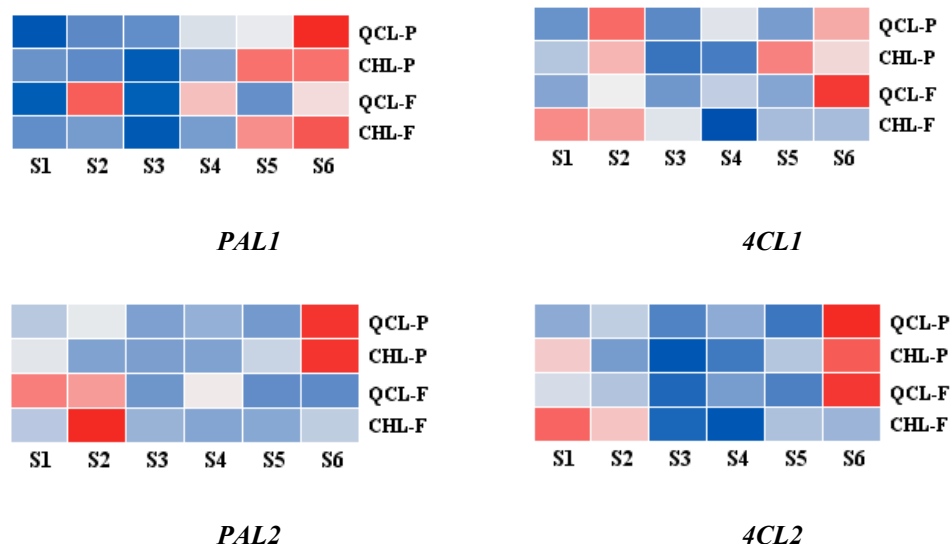 QCL-P
CHL-P
QCL-F
CHL-F
S1 S2 S3 S4 S5 S6
PAL1
QCL-P
CHL-P
QCL-F
CHL-F
S1 S2 S3 S4 S5 S6
4CL1
QCL-P
CHL-P
QCL-F
CHL-F
S1 S2 S3 S4 S5 S6
PAL2
QCL-P
CHL-P
QCL-F
CHL-F
S1 S2 S3 S4 S5 S6
4CL2